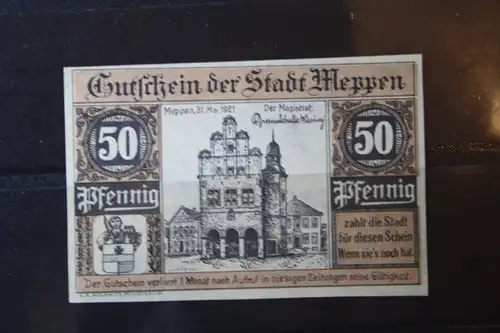 Gutschein der Stadt Meppen
Meppen, 31. Mai 1921
Der Magistrat:
50
50
Pfennig
Pfennig
zahlt die Stadt
für diesen Schein
Wenn sie's noch hat.
Der Gutschein verliert 1 Monat nach Aufruf in hiesigen Zeitungen seine Gültigkeit.